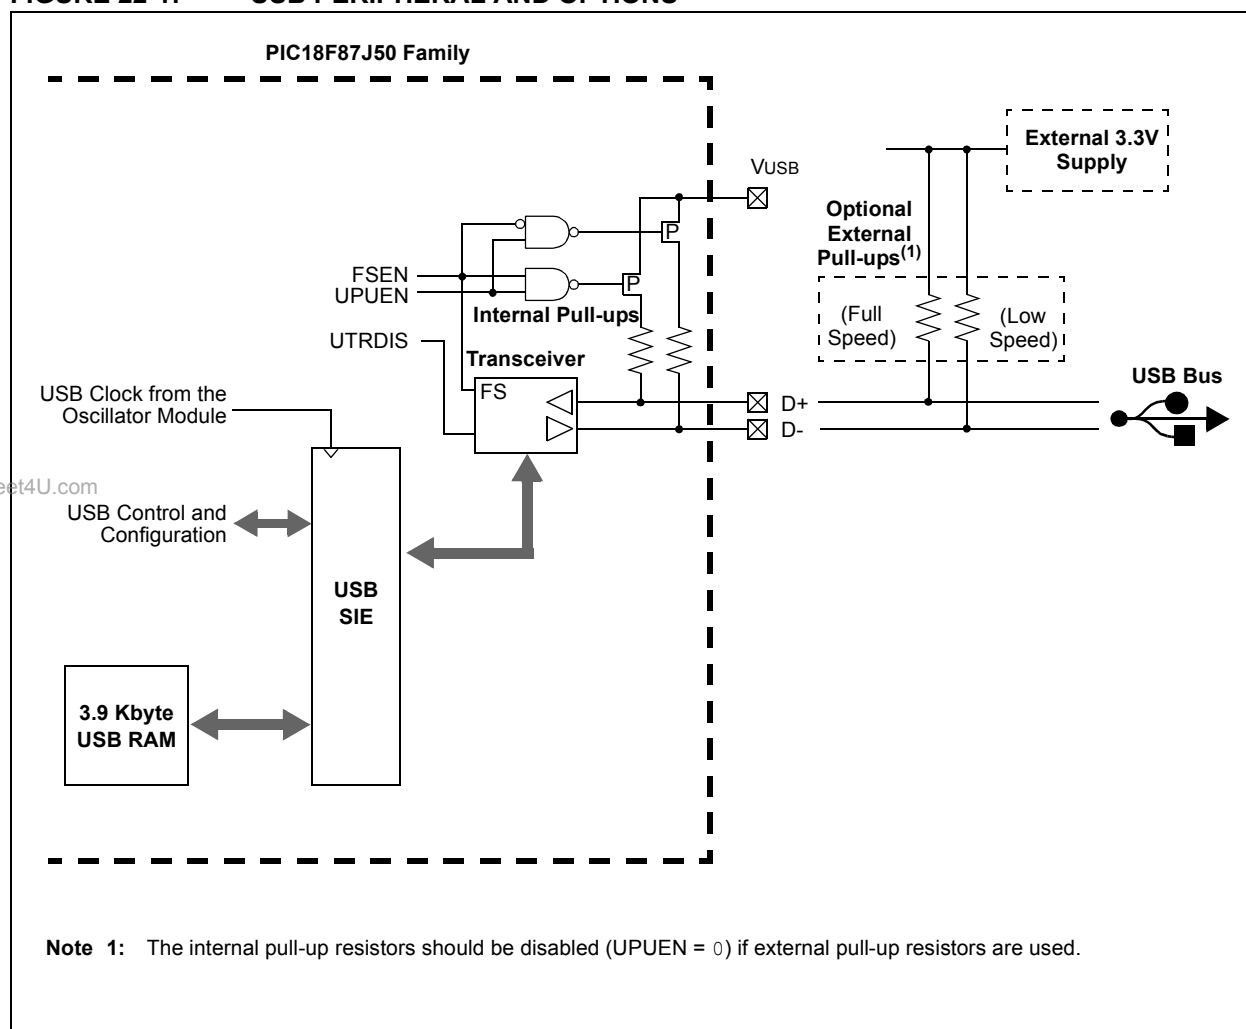 PIC18F87J50 Family
External 3.3V
Supply
VUSB
Optional
External
Pull-ups(1)
FSEN
UPUEN
P
P
Internal Pull-ups
(Full
Speed)
(Low
Speed)
UTRDIS
Transceiver
FS
USB Clock from the
Oscillator Module
D+
D-
USB Bus
eet4U.com
USB Control and
Configuration
USB
SIE
3.9 Kbyte
USB RAM
Note 1: The internal pull-up resistors should be disabled (UPUEN = 0) if external pull-up resistors are used.